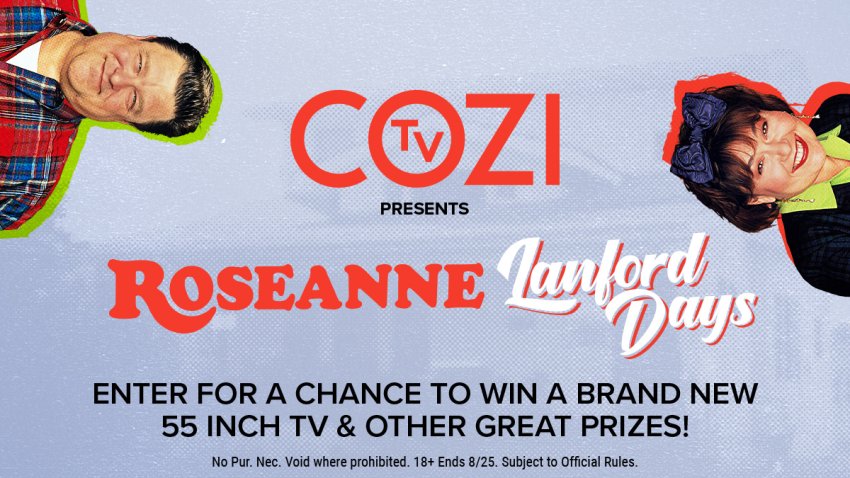 COZI TV
PRESENTS
ROSEANNE Lanford Days
ENTER FOR A CHANCE TO WIN A BRAND NEW
55 INCH TV & OTHER GREAT PRIZES!
No Pur. Nec. Void where prohibited. 18+ Ends 8/25. Subject to Official Rules.